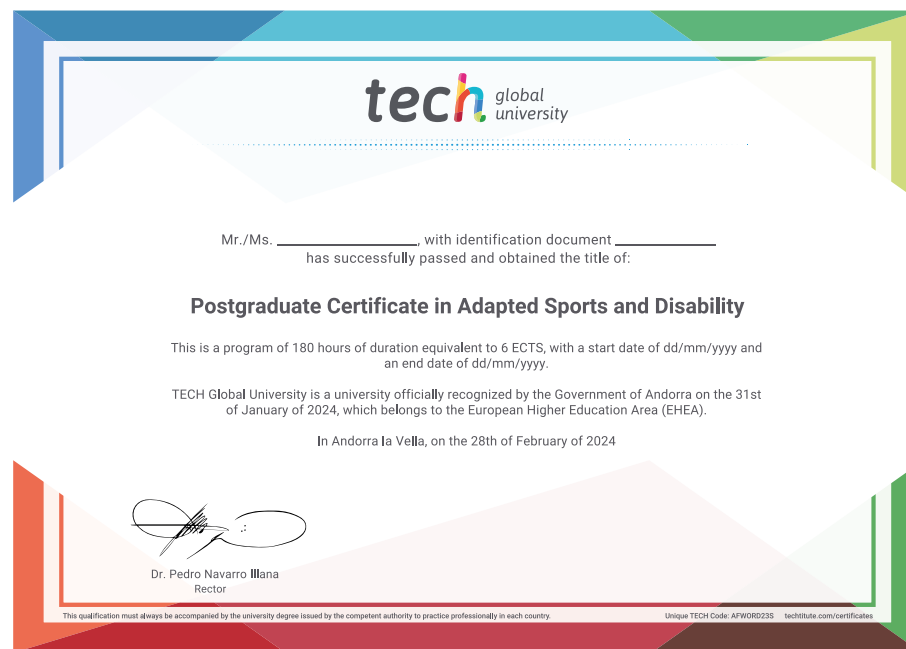 tech global university
Mr./Ms. ____________________, with identification document ______________
has successfully passed and obtained the title of:
Postgraduate Certificate in Adapted Sports and Disability
This is a program of 180 hours of duration equivalent to 6 ECTS, with a start date of dd/mm/yyyy and
an end date of dd/mm/yyyy.
TECH Global University is a university officially recognized by the Government of Andorra on the 31st
of January of 2024, which belongs to the European Higher Education Area (EHEA).
In Andorra la Vella, on the 28th of February of 2024
Dr. Pedro Navarro Illana
Rector
This qualification must always be accompanied by the university degree issued by the competent authority to practice professionally in each country.
Unique TECH Code: AFWORD23S techtitute.com/certificates